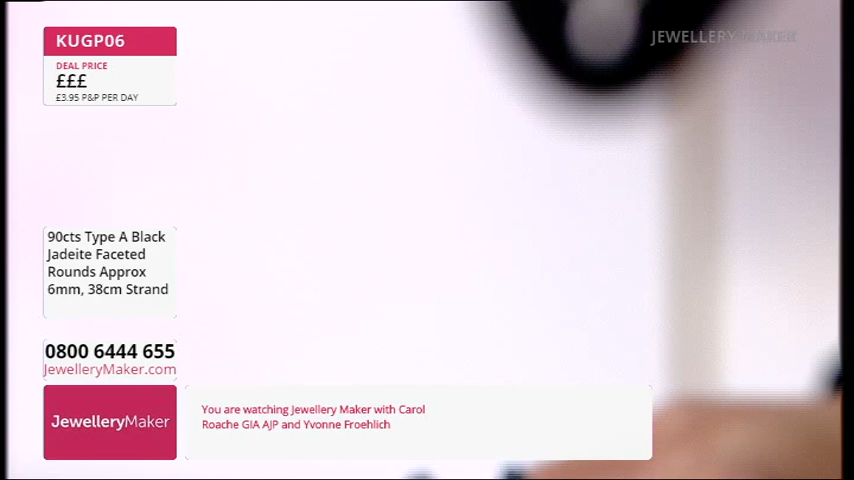 KUGP06
JEWELLERY MAKER
DEAL PRICE
£££
£3.95 P&P PER DAY
90cts Type A Black
Jadeite Faceted
Rounds Approx
6mm, 38cm Strand
0800 6444 655
JewelleryMaker.com
JewelleryMaker
You are watching Jewellery Maker with Carol
Roache GIA AJP and Yvonne Froehlich